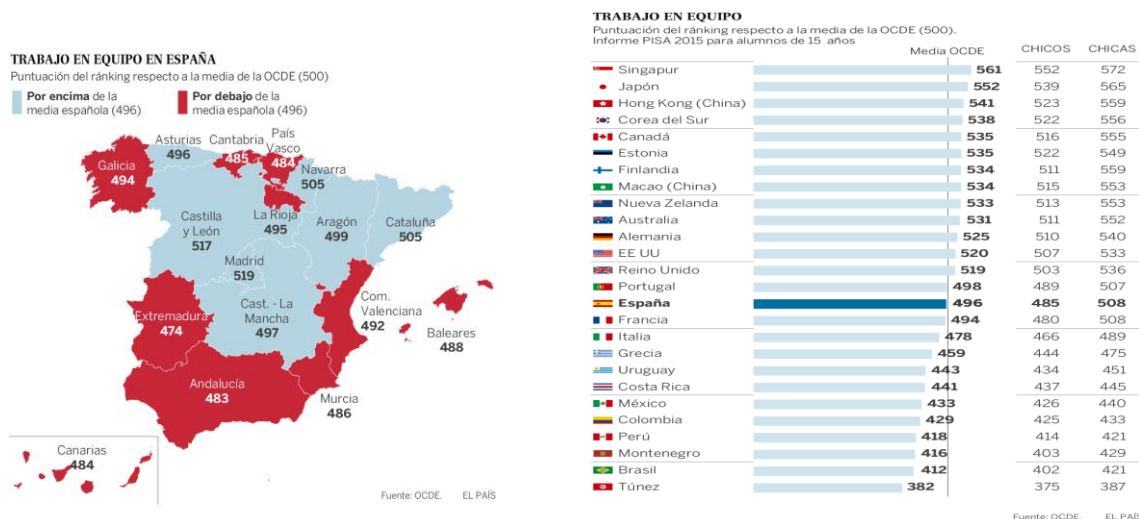 TRABAJO EN EQUIPO EN ESPAÑA
Puntuación del ránking respecto a la media de la OCDE (500)
Por encima de la
media española (496)
Por debajo de la
media española (496)
Asturias
496
Cantabria
485
País
Vasco
484
Galicia
494
Navarra
505
Castilla
y León
517
La Rioja
495
Aragón
499
Cataluña
505
Madrid
519
Cast. - La
Mancha
497
Com.
Valenciana
492
Extremadura
474
Baleares
488
Andalucía
483
Murcia
486
Canarias
484
Fuente: OCDE. EL PAÍS
TRABAJO EN EQUIPO
Puntuación del ránking respecto a la media de la OCDE (500).
Informe PISA 2015 para alumnos de 15 años
Media OCDE CHICOS CHICAS
Singapur 561 552 572
Japón 552 539 565
Hong Kong (China) 541 523 559
Corea del Sur 538 522 556
Canadá 535 516 555
Estonia 535 522 549
Finlandia 534 511 559
Macao (China) 534 515 553
Nueva Zelanda 533 513 553
Australia 531 511 552
Alemania 525 510 540
EE UU 520 507 533
Reino Unido 519 503 536
Portugal 498 489 507
España 496 485 508
Francia 494 480 508
Italia 478 466 489
Grecia 459 444 475
Uruguay 443 434 451
Costa Rica 441 437 445
México 433 426 440
Colombia 429 425 433
Perú 418 414 421
Montenegro 416 403 429
Brasil 412 402 421
Túnez 382 375 387
Fuente: OCDE. EL PAÍS